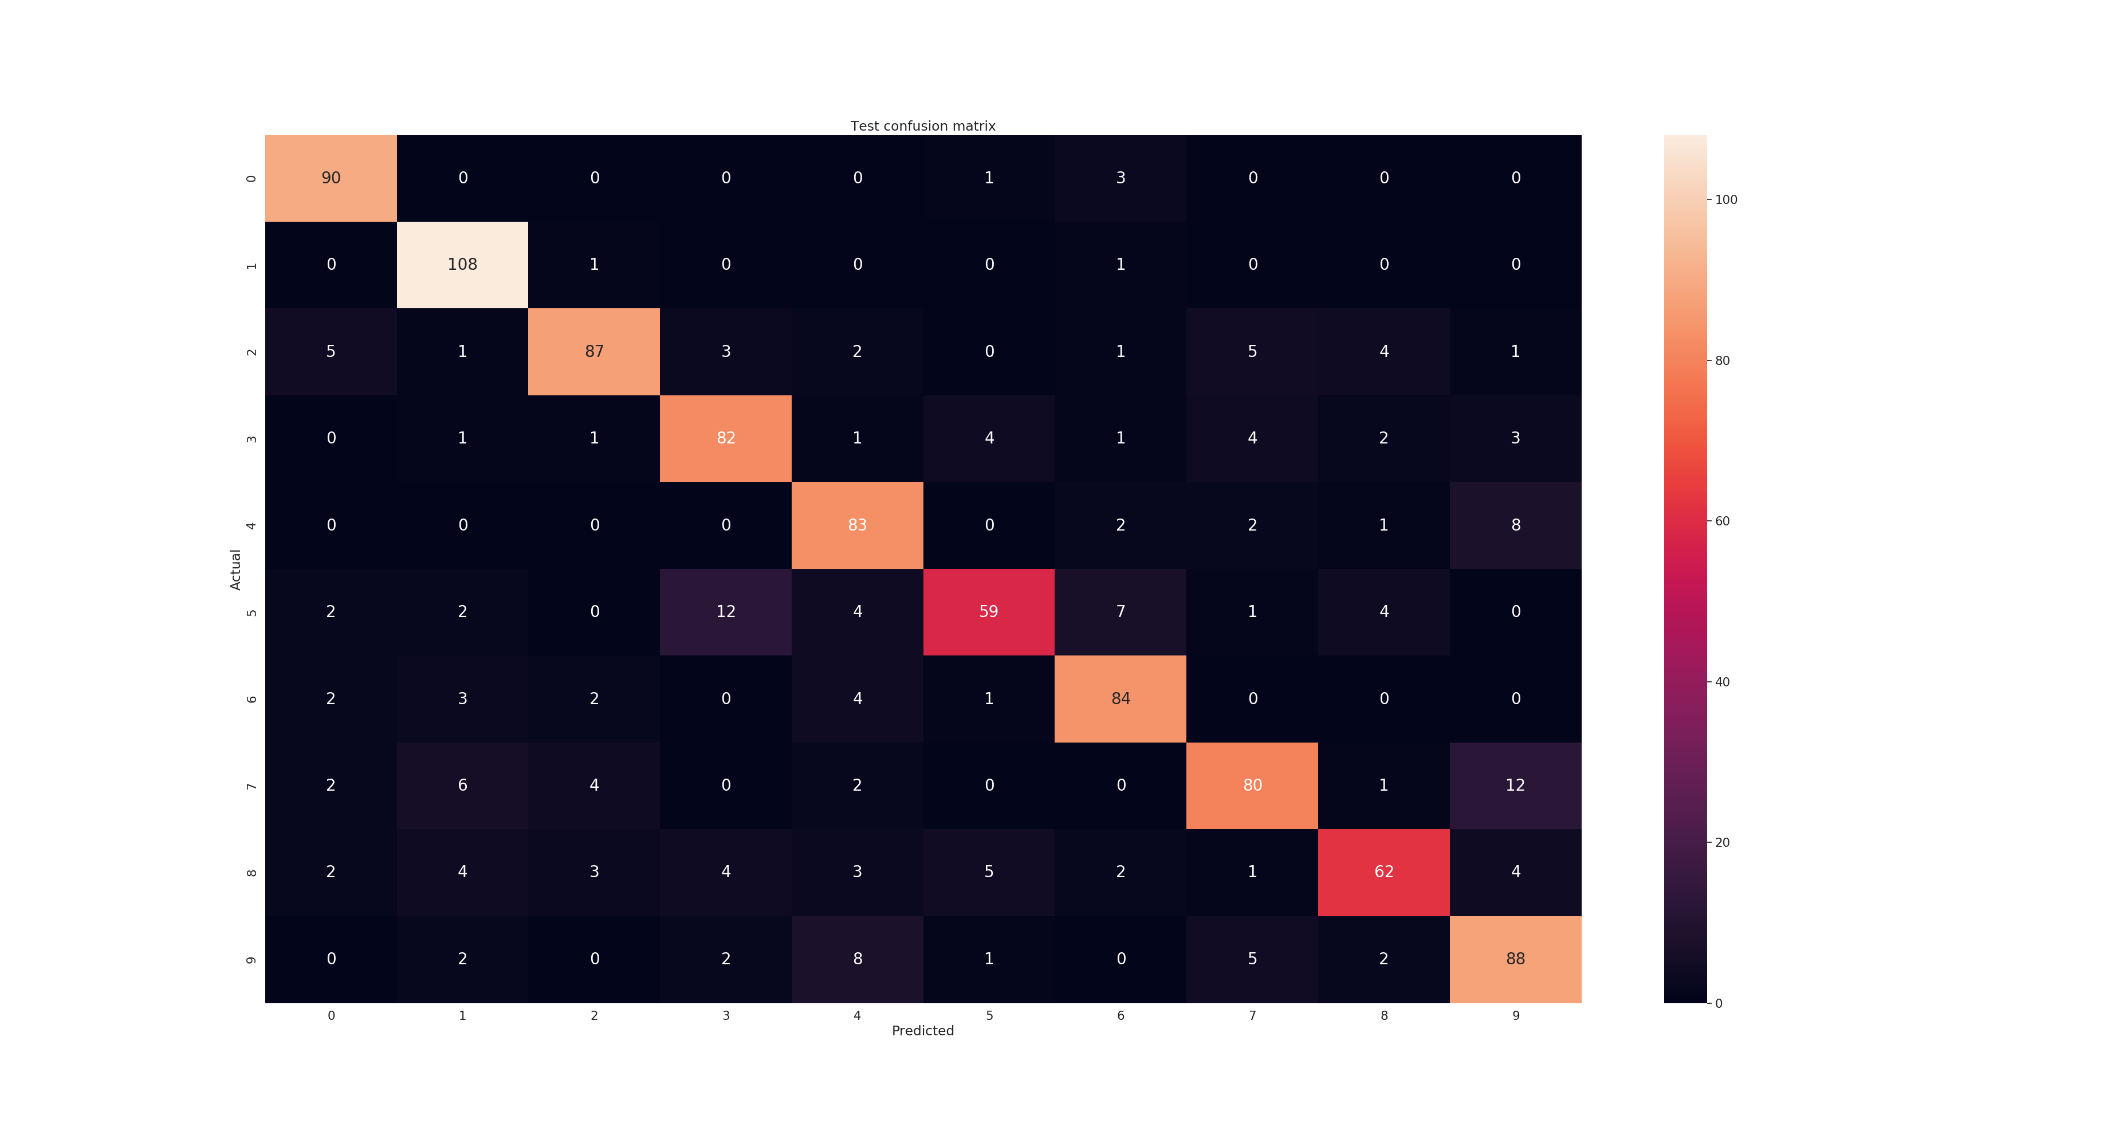 Test confusion matrix
0 90 0 0 0 0 1 3 0 0 0
1 0 108 1 0 0 0 1 0 0 0
2 5 1 87 3 2 0 1 5 4 1
3 0 1 1 82 1 4 1 4 2 3
4 0 0 0 0 83 0 2 2 1 8
5 2 2 0 12 4 59 7 1 4 0
6 2 3 2 0 4 1 84 0 0 0
7 2 6 4 0 2 0 0 80 1 12
8 2 4 3 4 3 5 2 1 62 4
9 0 2 0 2 8 1 0 5 2 88
0 1 2 3 4 5 6 7 8 9
Predicted
Actual
100
80
60
40
20
0